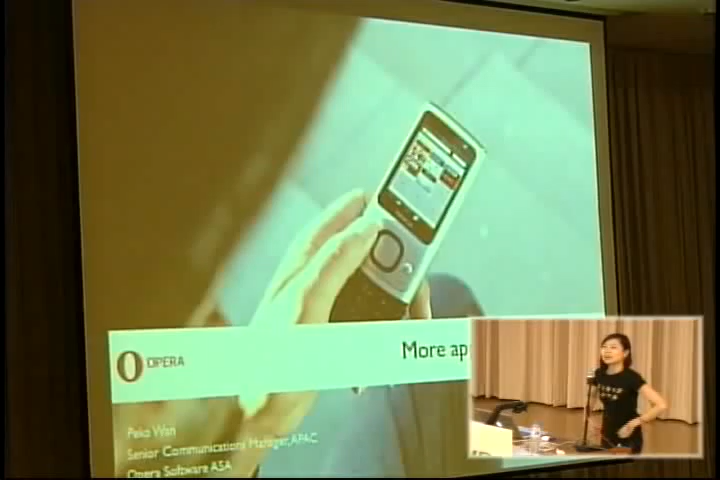 OPERA
More ap
Peko Wan
Senior Communications Manager, APAC
Opera Software ASA